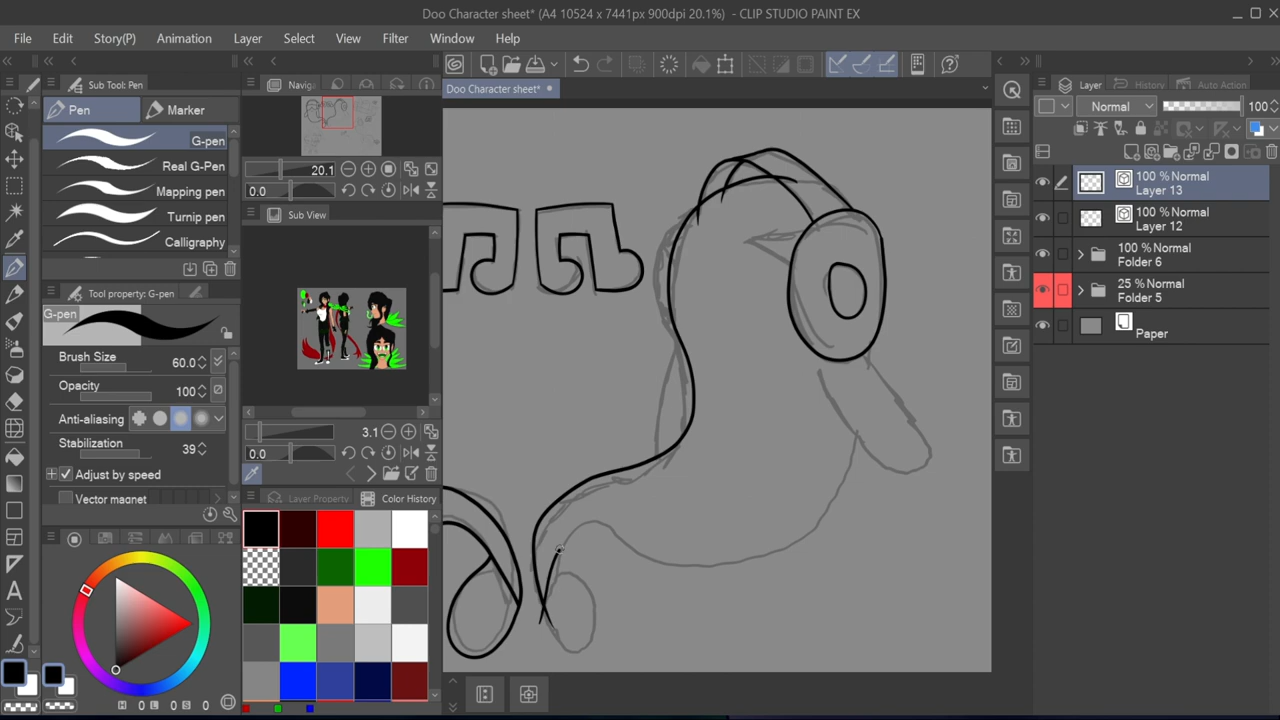 Doo Character sheet* (A4 10524 x 7441px 900dpi 20.1%) - CLIP STUDIO PAINT EX
File Edit Story(P) Animation Layer Select View Filter Window Help
Sub Tool: Pen
Pen Marker
G-pen
Real G-Pen
Mapping pen
Turnip pen
Calligraphy
Tool property: G-pen
G-pen
Brush Size 60.0
Opacity 100
Anti-aliasing
Stabilization 39
Adjust by speed
Vector magnet
H 0 L 0 S 0
Navig
20.1
0.0
Sub View
3.1
0.0
Layer Property Color History
Doo Character sheet*
Layer History Auto Action
Normal 100
100 % Normal
Layer 13
100 % Normal
Layer 12
100 % Normal
Folder 6
25 % Normal
Folder 5
Paper